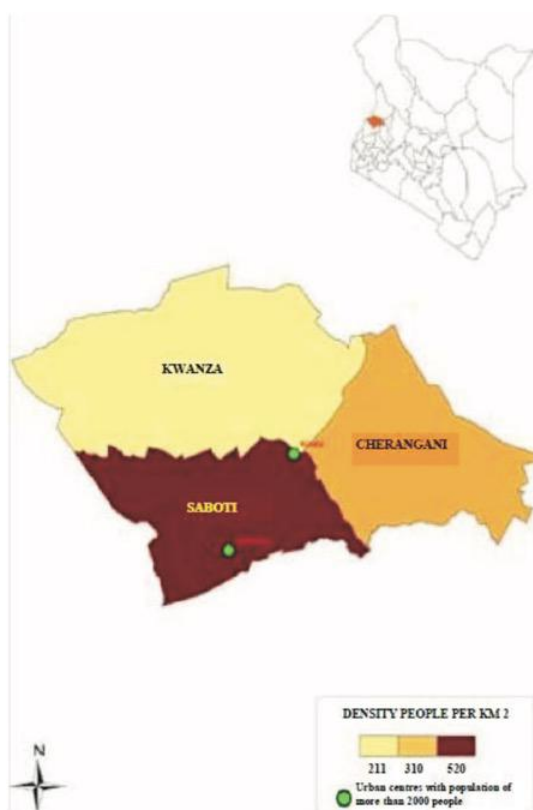 KWANZA
CHERANGANI
SABOTI
DENSITY PEOPLE PER KM 2
211 310 520
Urban centres with population of
more than 2000 people
N